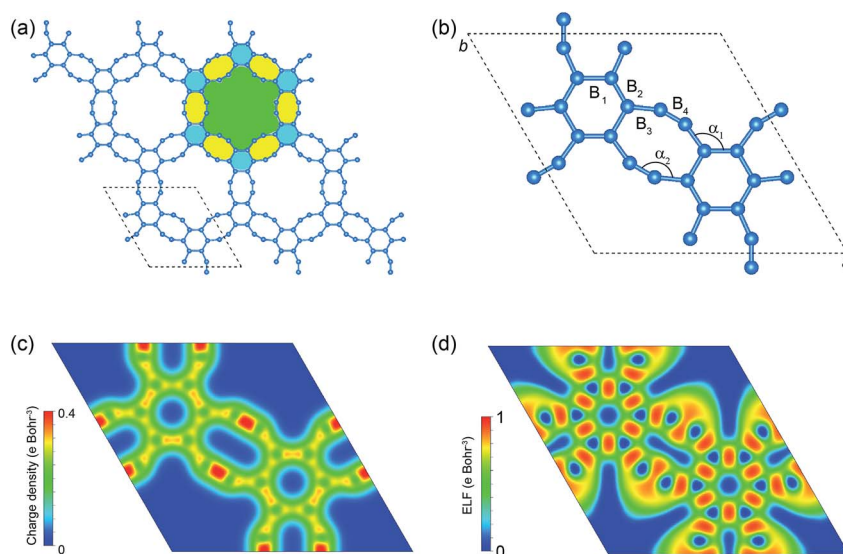 (a)
(b)
b
B1
B2
B3
B4
α1
α2
(c)
Charge density (e Bohr-3)
0.4
0
(d)
ELF (e Bohr-3)
1
0